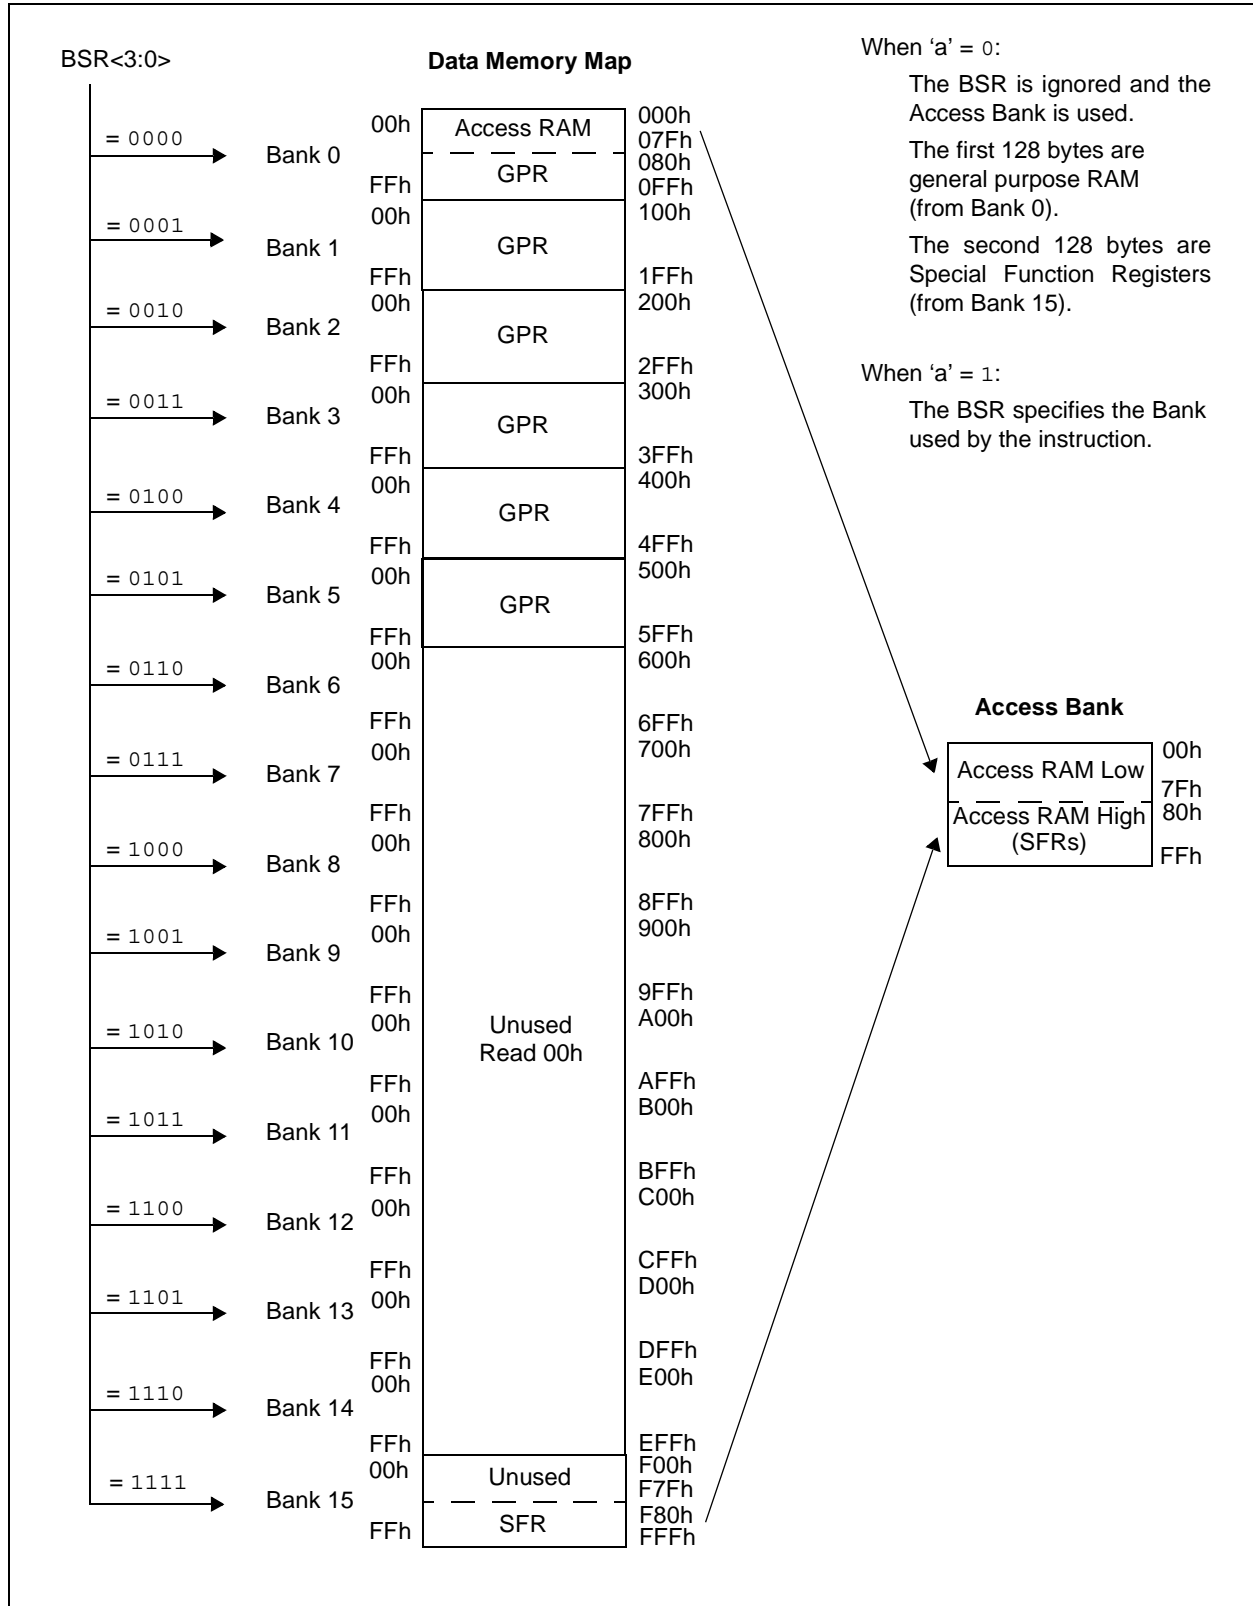 BSR<3:0>
Data Memory Map
When ‘a’ = 0:
The BSR is ignored and the
Access Bank is used.
The first 128 bytes are
general purpose RAM
(from Bank 0).
The second 128 bytes are
Special Function Registers
(from Bank 15).
When ‘a’ = 1:
The BSR specifies the Bank
used by the instruction.
= 0000
Bank 0
00h
Access RAM
000h
07Fh
GPR
080h
FFh
0FFh
= 0001
Bank 1
00h
GPR
100h
FFh
1FFh
= 0010
Bank 2
00h
GPR
200h
FFh
2FFh
= 0011
Bank 3
00h
GPR
300h
FFh
3FFh
= 0100
Bank 4
00h
GPR
400h
FFh
4FFh
= 0101
Bank 5
00h
GPR
500h
FFh
5FFh
= 0110
Bank 6
00h
600h
FFh
6FFh
= 0111
Bank 7
00h
700h
FFh
7FFh
= 1000
Bank 8
00h
800h
FFh
8FFh
= 1001
Bank 9
00h
900h
FFh
9FFh
= 1010
Bank 10
00h
Unused
Read 00h
A00h
FFh
AFFh
= 1011
Bank 11
00h
B00h
FFh
BFFh
= 1100
Bank 12
00h
C00h
FFh
CFFh
= 1101
Bank 13
00h
D00h
FFh
DFFh
= 1110
Bank 14
00h
E00h
FFh
EFFh
= 1111
Bank 15
00h
Unused
F00h
F7Fh
SFR
F80h
FFh
FFFh
Access Bank
Access RAM Low
00h
7Fh
Access RAM High
(SFRs)
80h
FFh